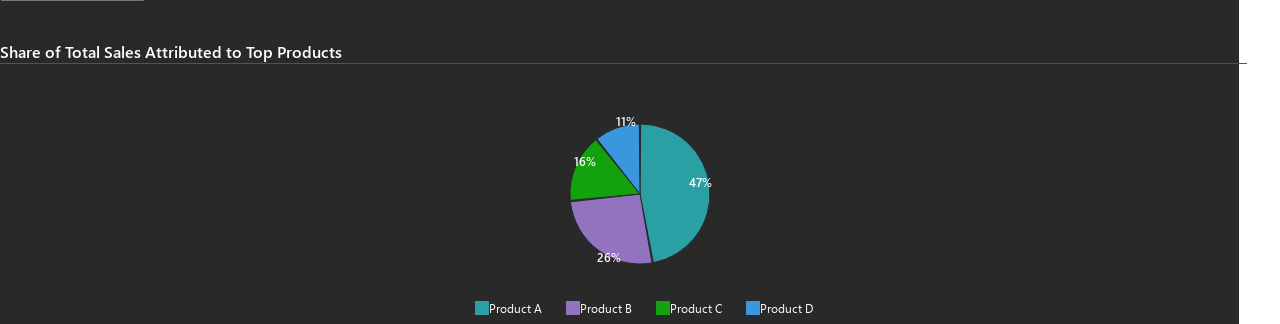 Share of Total Sales Attributed to Top Products
11%
16%
47%
26%
Product A Product B Product C Product D